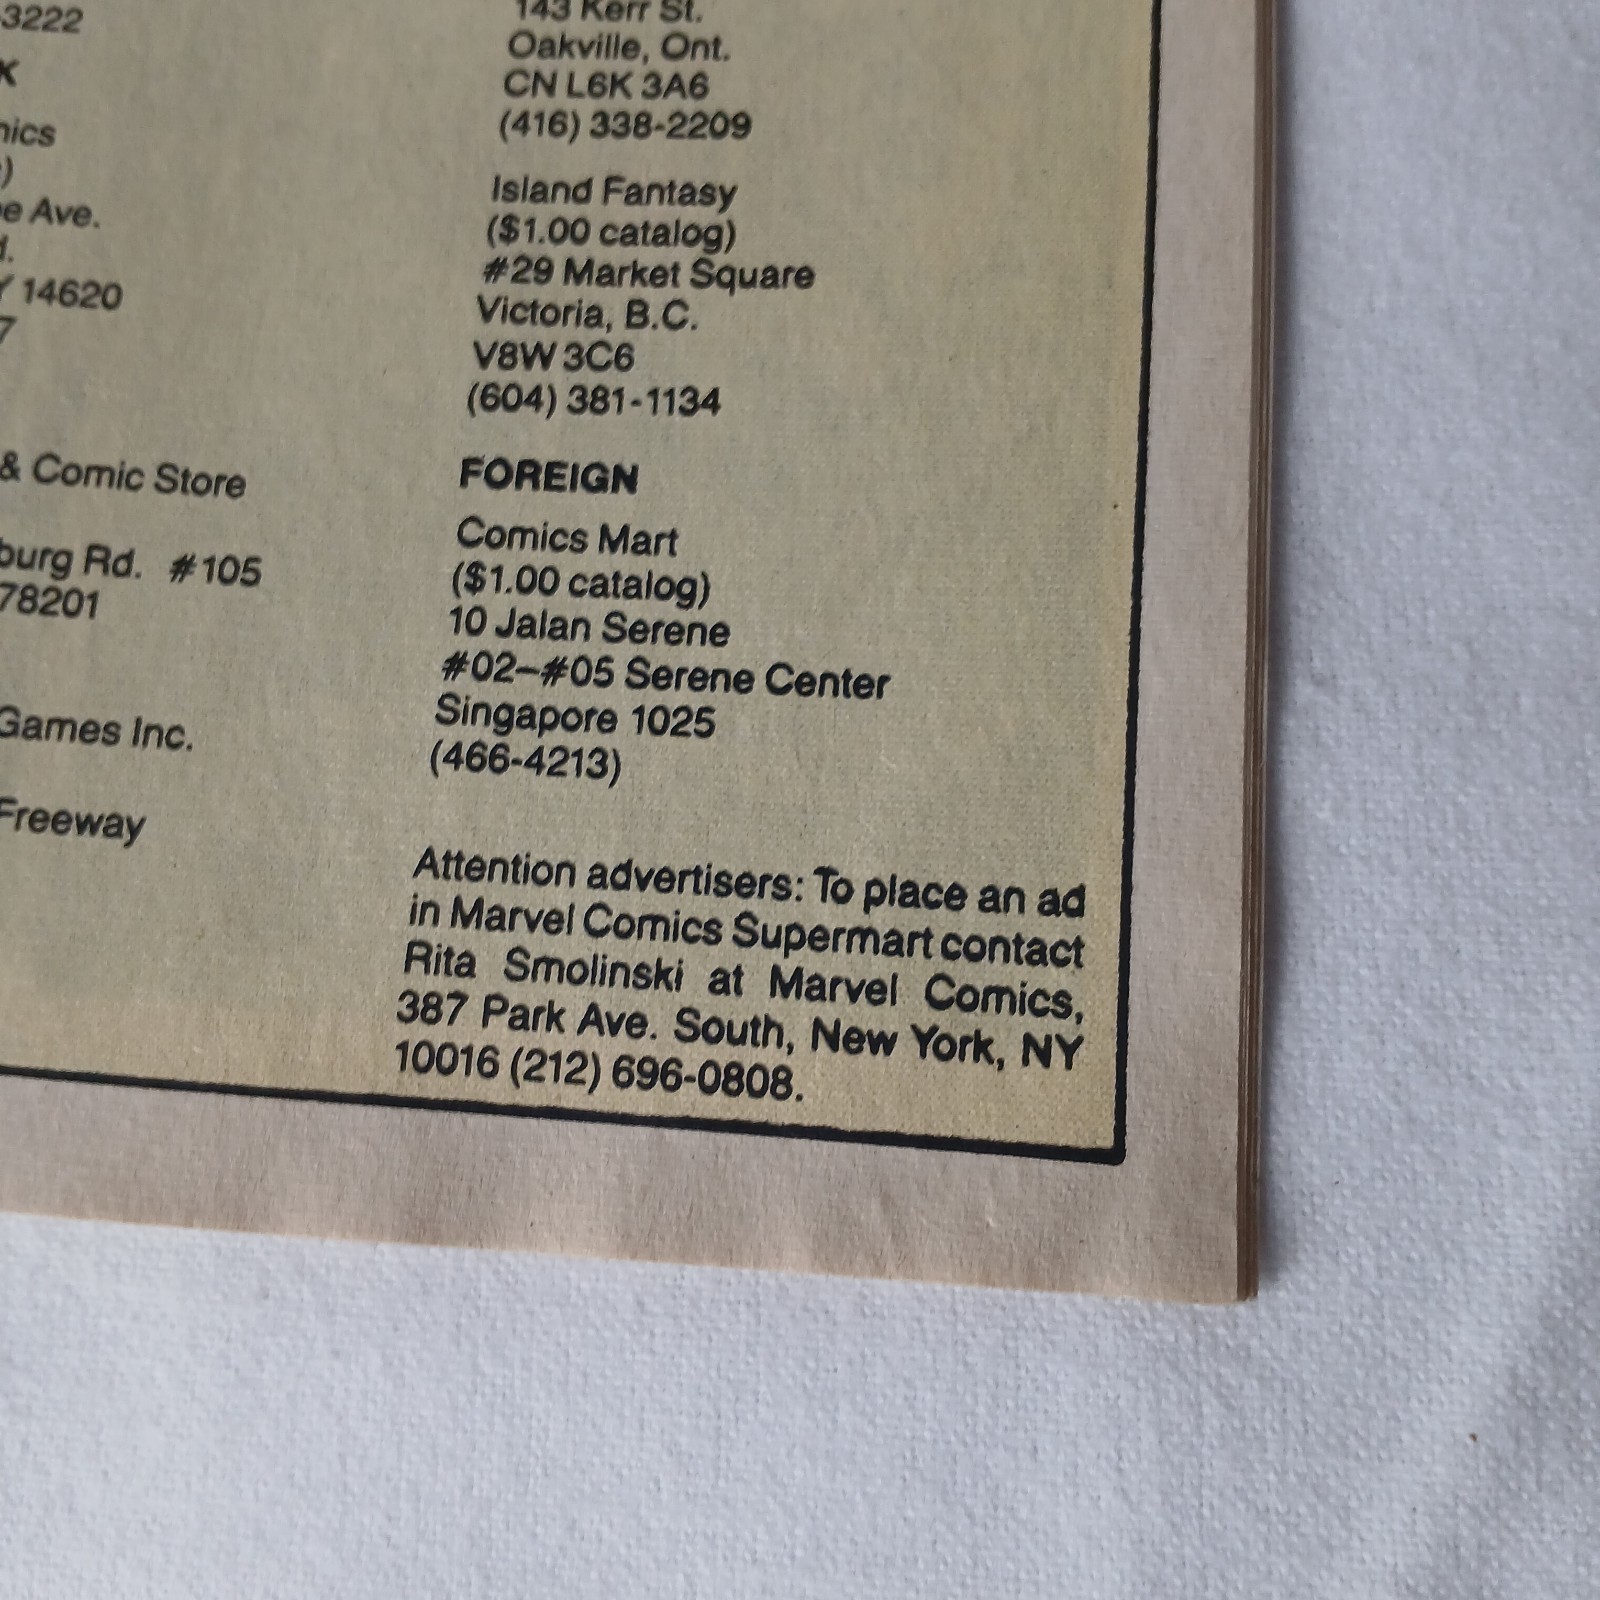 3222
Ave.
14620
& Comic Store
Rd. #105
78201
Games Inc.
Freeway
143 Kerr St.
Oakville, Ont.
CN L6K 3A6
(416) 338-2209
Island Fantasy
($1.00 catalog)
#29 Market Square
Victoria, B.C.
V8W 3C6
(604) 381-1134
FOREIGN
Comics Mart
($1.00 catalog)
10 Jalan Serene
#02–#05 Serene Center
Singapore 1025
(466-4213)
Attention advertisers: To place an ad
in Marvel Comics Supermart contact
Rita Smolinski at Marvel Comics,
387 Park Ave. South, New York, NY
10016 (212) 696-0808.